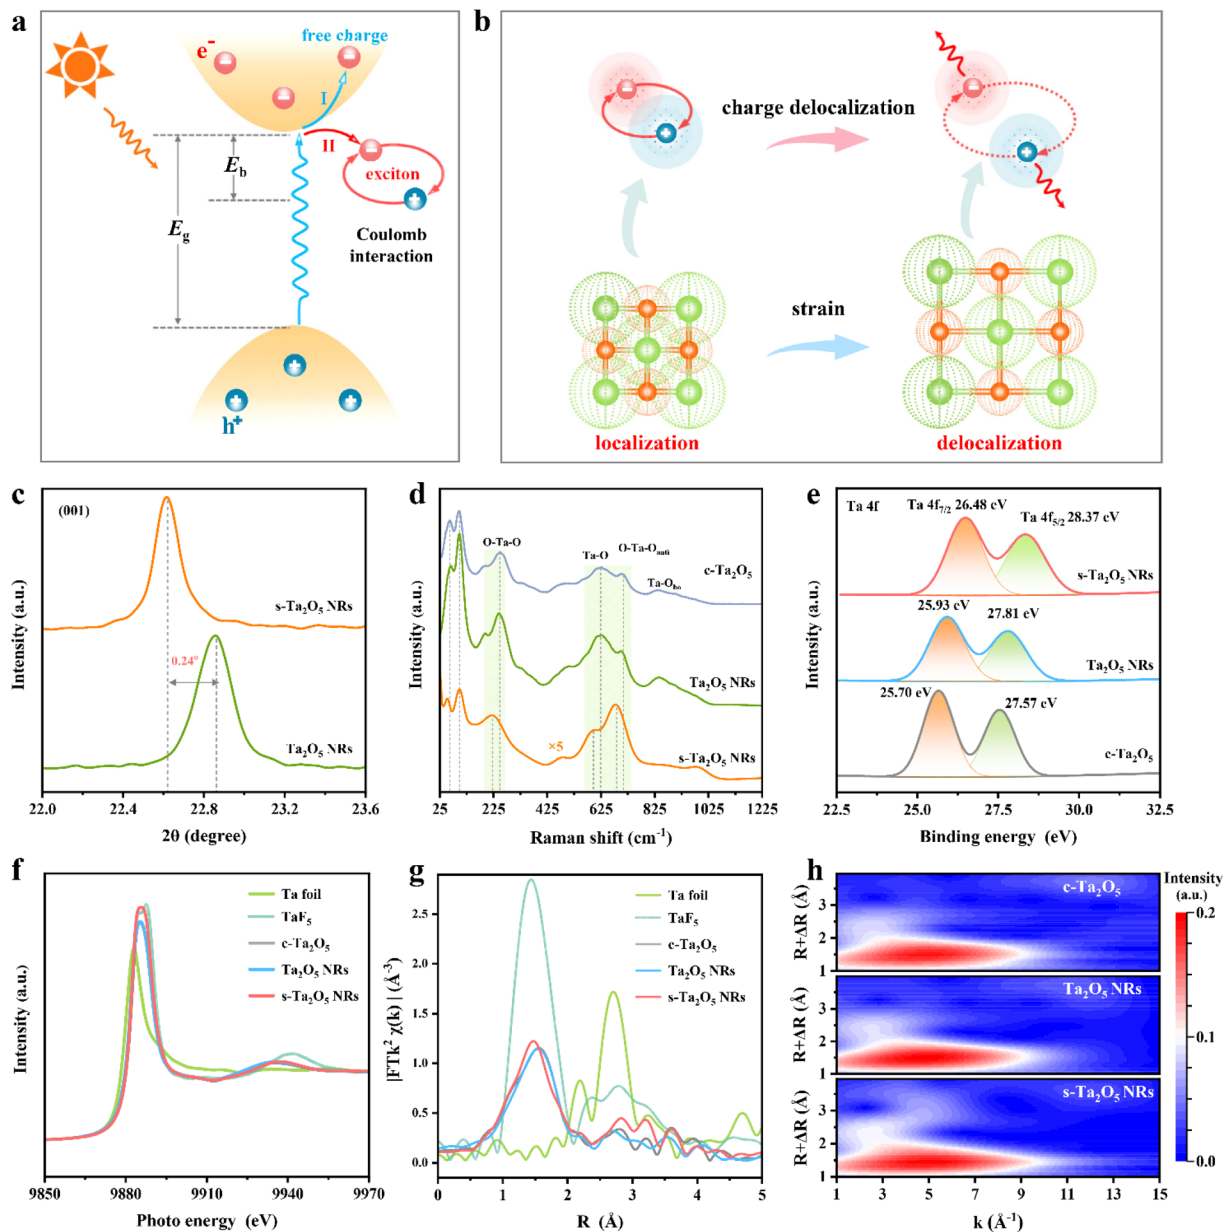 a
free charge
e⁻
I
II
E_b
exciton
E_g
Coulomb
interaction
h⁺
b
charge delocalization
strain
localization
delocalization
c
(001)
s-Ta₂O₅ NRs
0.24°
Ta₂O₅ NRs
Intensity (a.u.)
22.0 22.4 22.8 23.2 23.6
2θ (degree)
d
O-Ta-O
Ta-O
O-Ta-O
Ta-O
c-Ta₂O₅
Ta₂O₅ NRs
×5
s-Ta₂O₅ NRs
Intensity (a.u.)
25 225 425 625 825 1025 1225
Raman shift (cm⁻¹)
e
Ta 4f
Ta 4f₇/₂ 26.48 eV
Ta 4f₅/₂ 28.37 eV
s-Ta₂O₅ NRs
25.93 eV
27.81 eV
Ta₂O₅ NRs
25.70 eV
27.57 eV
c-Ta₂O₅
Intensity (a.u.)
22.5 25.0 27.5 30.0 32.5
Binding energy (eV)
f
Ta foil
TaF₅
c-Ta₂O₅
Ta₂O₅ NRs
s-Ta₂O₅ NRs
Intensity (a.u.)
9850 9880 9910 9940 9970
Photo energy (eV)
g
Ta foil
TaF₅
c-Ta₂O₅
Ta₂O₅ NRs
s-Ta₂O₅ NRs
|FTk² χ(k) | (Å⁻³)
2.5
2.0
1.5
1.0
0.5
0.0
0 1 2 3 4 5
R (Å)
h
c-Ta₂O₅
Ta₂O₅ NRs
s-Ta₂O₅ NRs
R+ΔR (Å)
3
2
1
R+ΔR (Å)
3
2
1
R+ΔR (Å)
3
2
1
1 3 5 7 9 11 13 15
k (Å⁻¹)
Intensity
(a.u.)
0.2
0.0